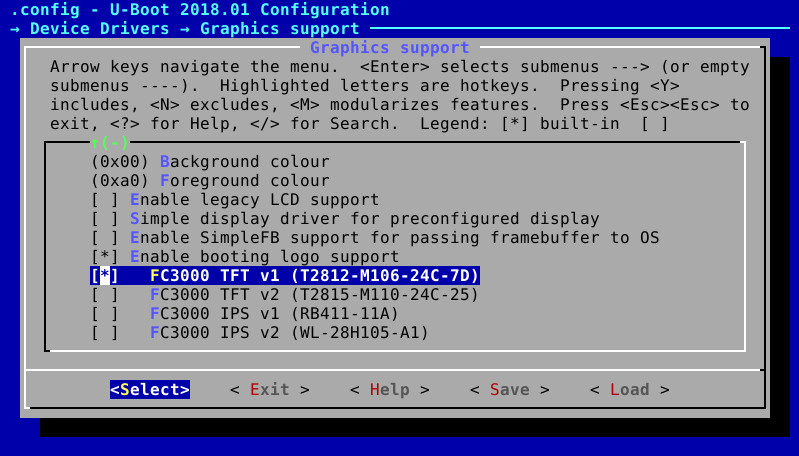 .config - U-Boot 2018.01 Configuration
→ Device Drivers → Graphics support
Graphics support
Arrow keys navigate the menu.  <Enter> selects submenus ---> (or empty
submenus ----).  Highlighted letters are hotkeys.  Pressing <Y>
includes, <N> excludes, <M> modularizes features.  Press <Esc><Esc> to
exit, <?> for Help, </> for Search.  Legend: [*] built-in  [ ]
↑(-)
(0x00) Background colour
(0xa0) Foreground colour
[ ] Enable legacy LCD support
[ ] Simple display driver for preconfigured display
[ ] Enable SimpleFB support for passing framebuffer to OS
[*] Enable booting logo support
[*]   FC3000 TFT v1 (T2812-M106-24C-7D)
[ ]   FC3000 TFT v2 (T2815-M110-24C-25)
[ ]   FC3000 IPS v1 (RB411-11A)
[ ]   FC3000 IPS v2 (WL-28H105-A1)
<Select>    < Exit >    < Help >    < Save >    < Load >